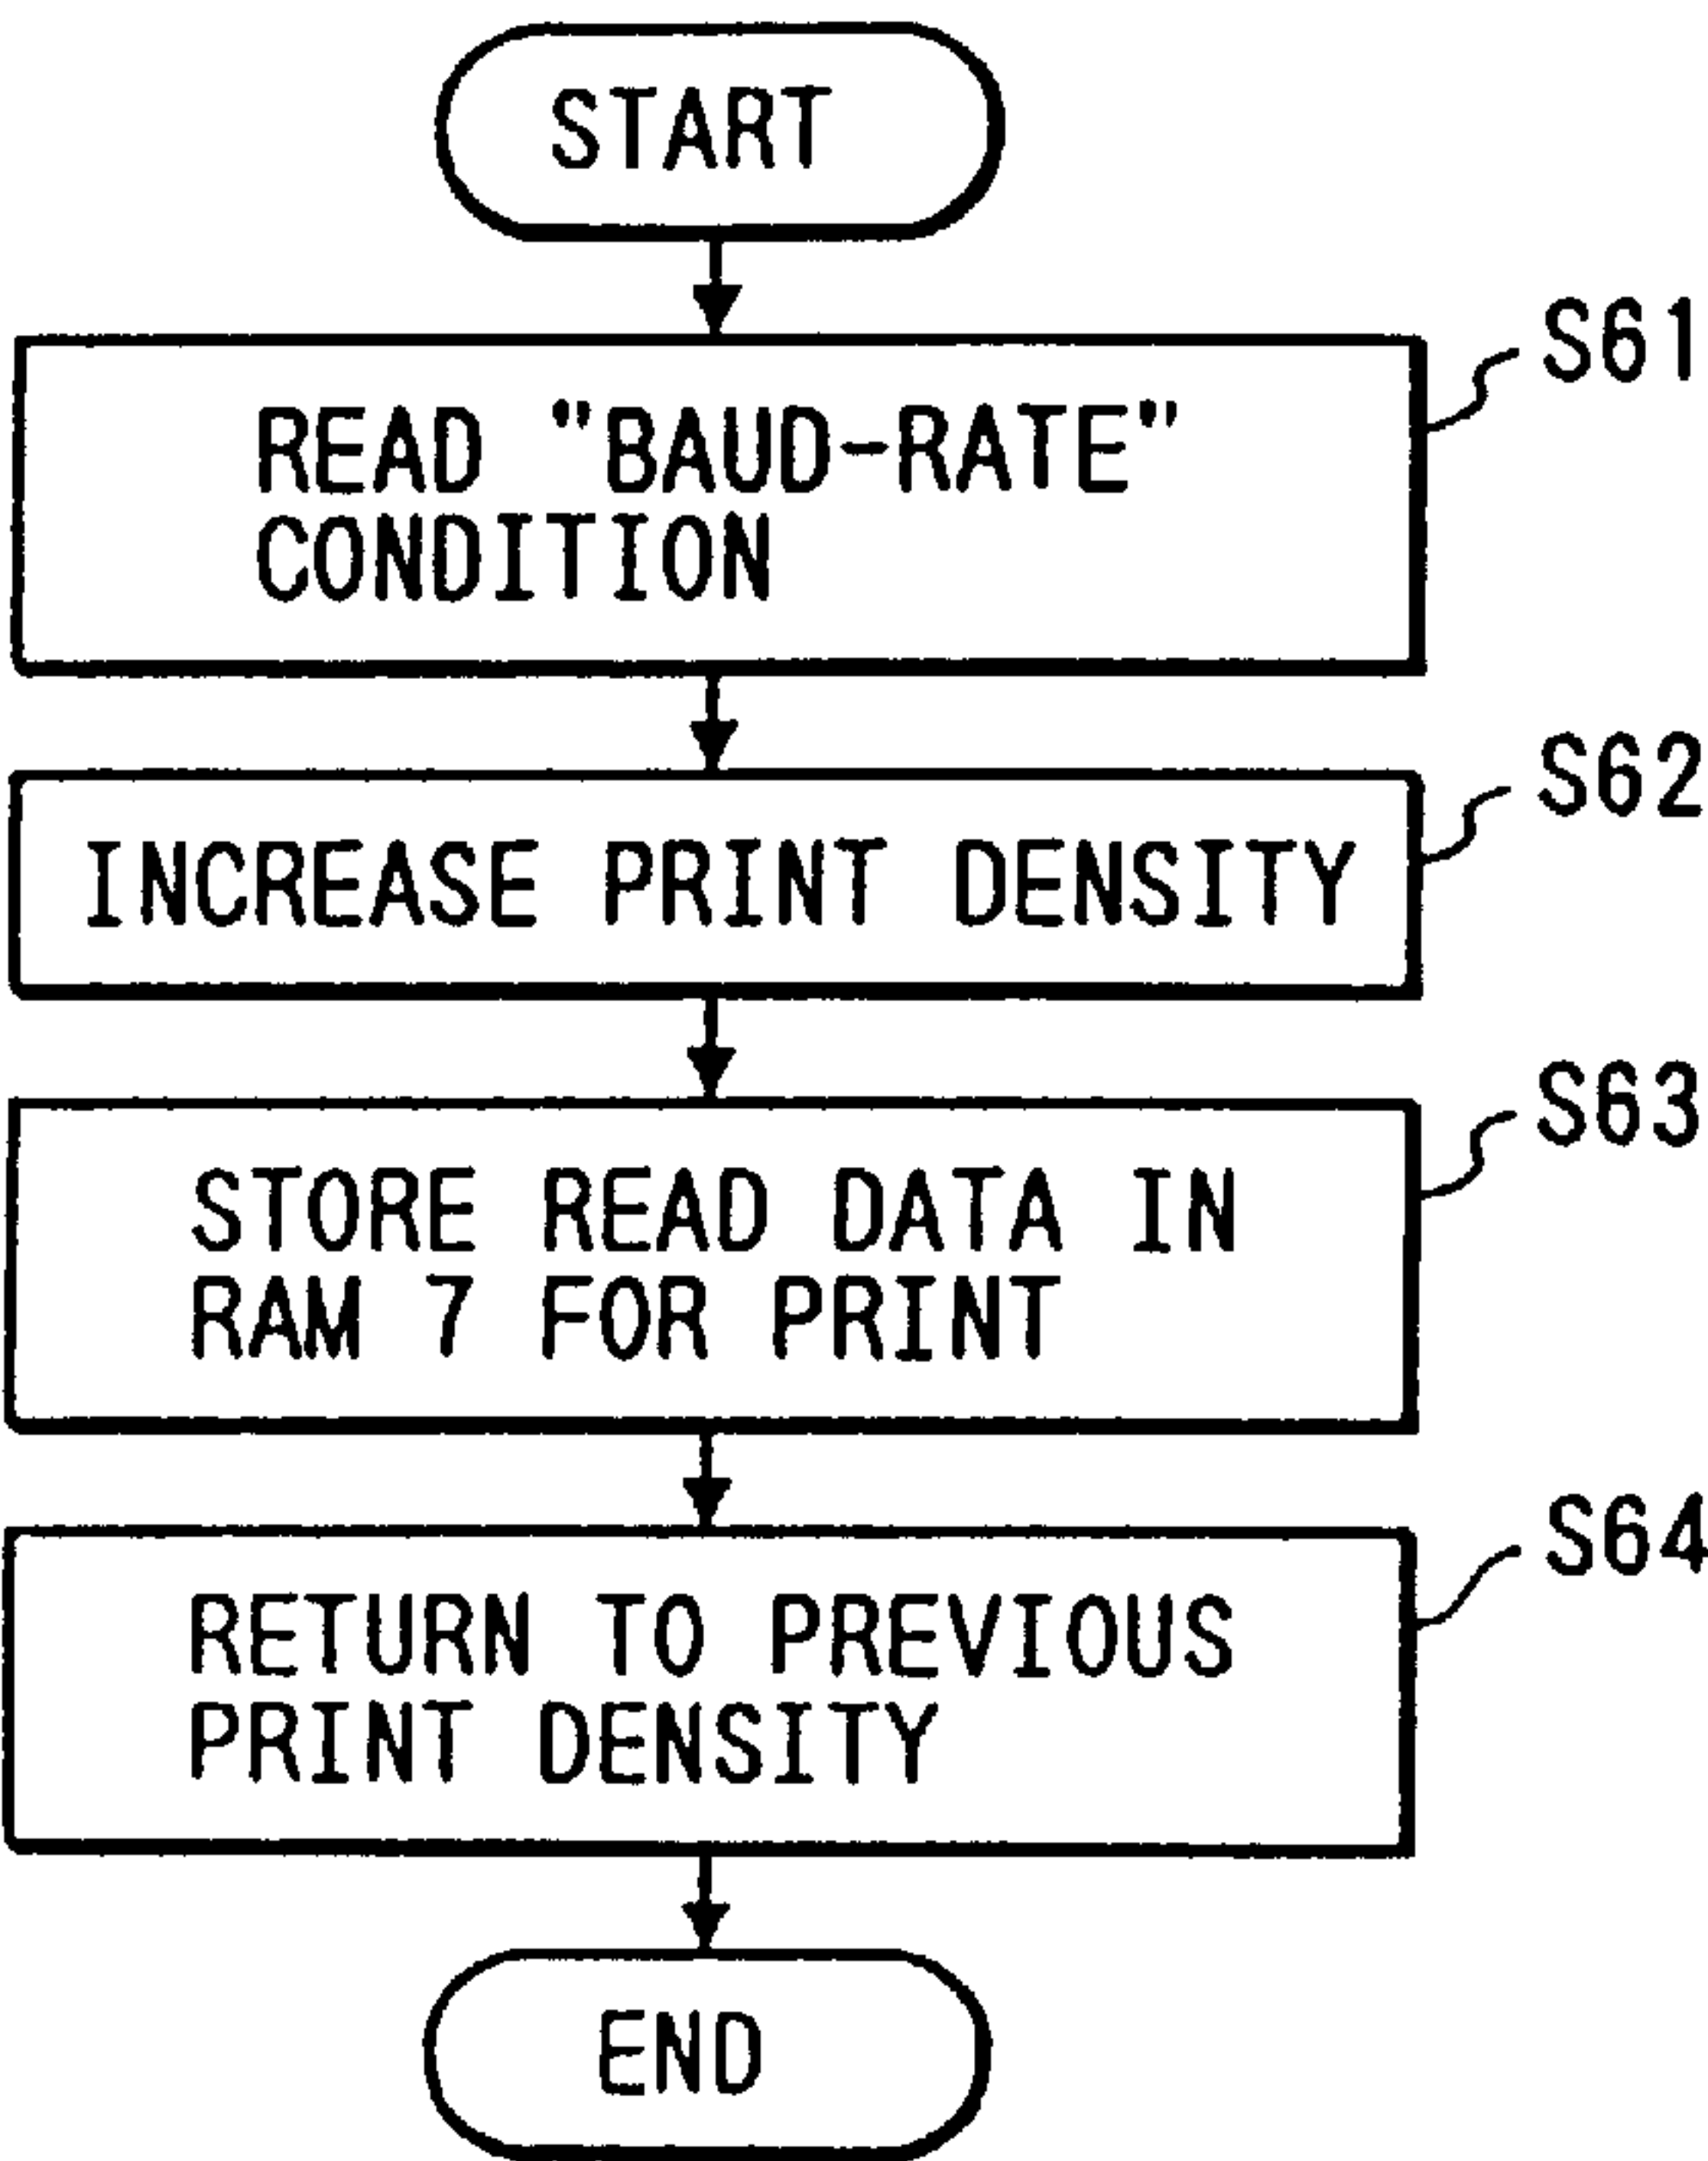 START
S61
READ "BAUD-RATE"
CONDITION
S62
INCREASE PRINT DENSITY
S63
STORE READ DATA IN
RAM 7 FOR PRINT
S64
RETURN TO PREVIOUS
PRINT DENSITY
END